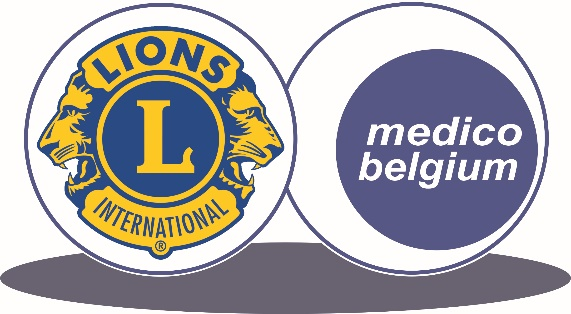 LIONS
L
INTERNATIONAL
®
medico
belgium